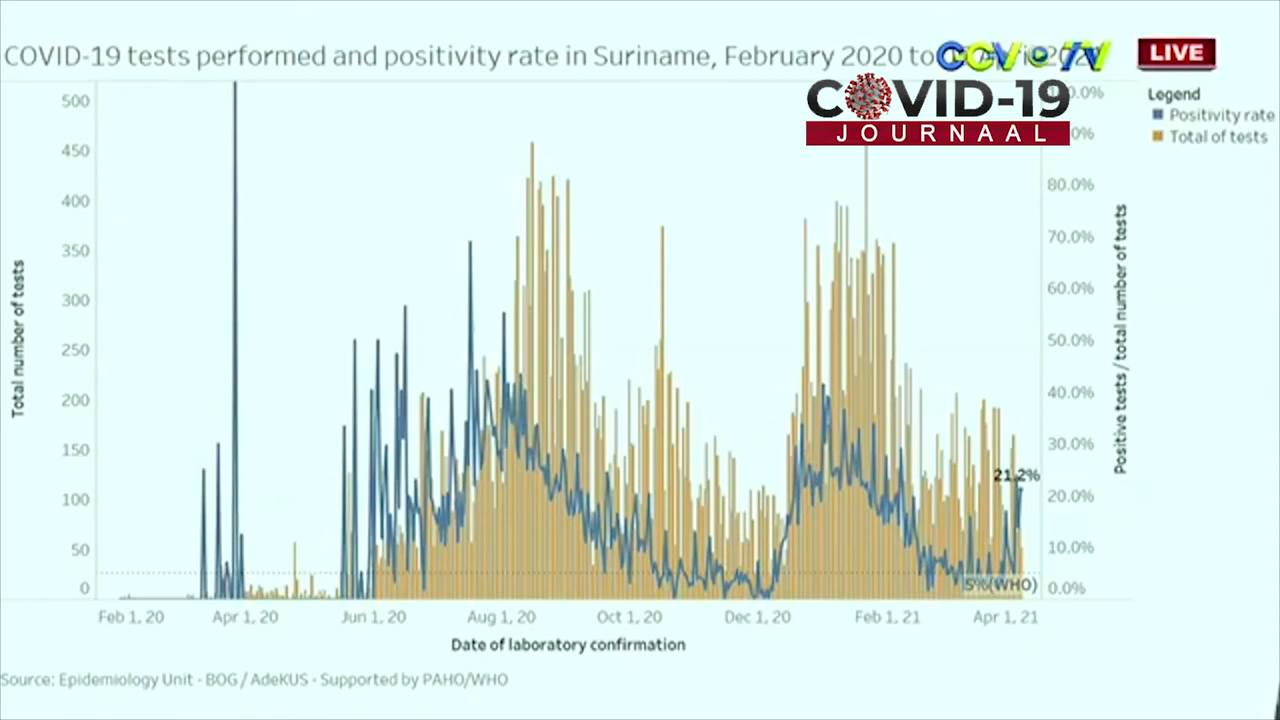 COVID-19 tests performed and positivity rate in Suriname, February 2020 to
CCV TV
LIVE
COVID-19
JOURNAAL
Legend
Positivity rate
Total of tests
500
450
400
350
300
250
200
150
100
50
0
Total number of tests
80.0%
70.0%
60.0%
50.0%
40.0%
30.0%
20.0%
10.0%
0.0%
Positive tests / total number of tests
21.2%
5%(WHO)
Feb 1, 20
Apr 1, 20
Jun 1, 20
Aug 1, 20
Oct 1, 20
Dec 1, 20
Feb 1, 21
Apr 1, 21
Date of laboratory confirmation
Source: Epidemiology Unit - BOG / AdeKUS - Supported by PAHO/WHO